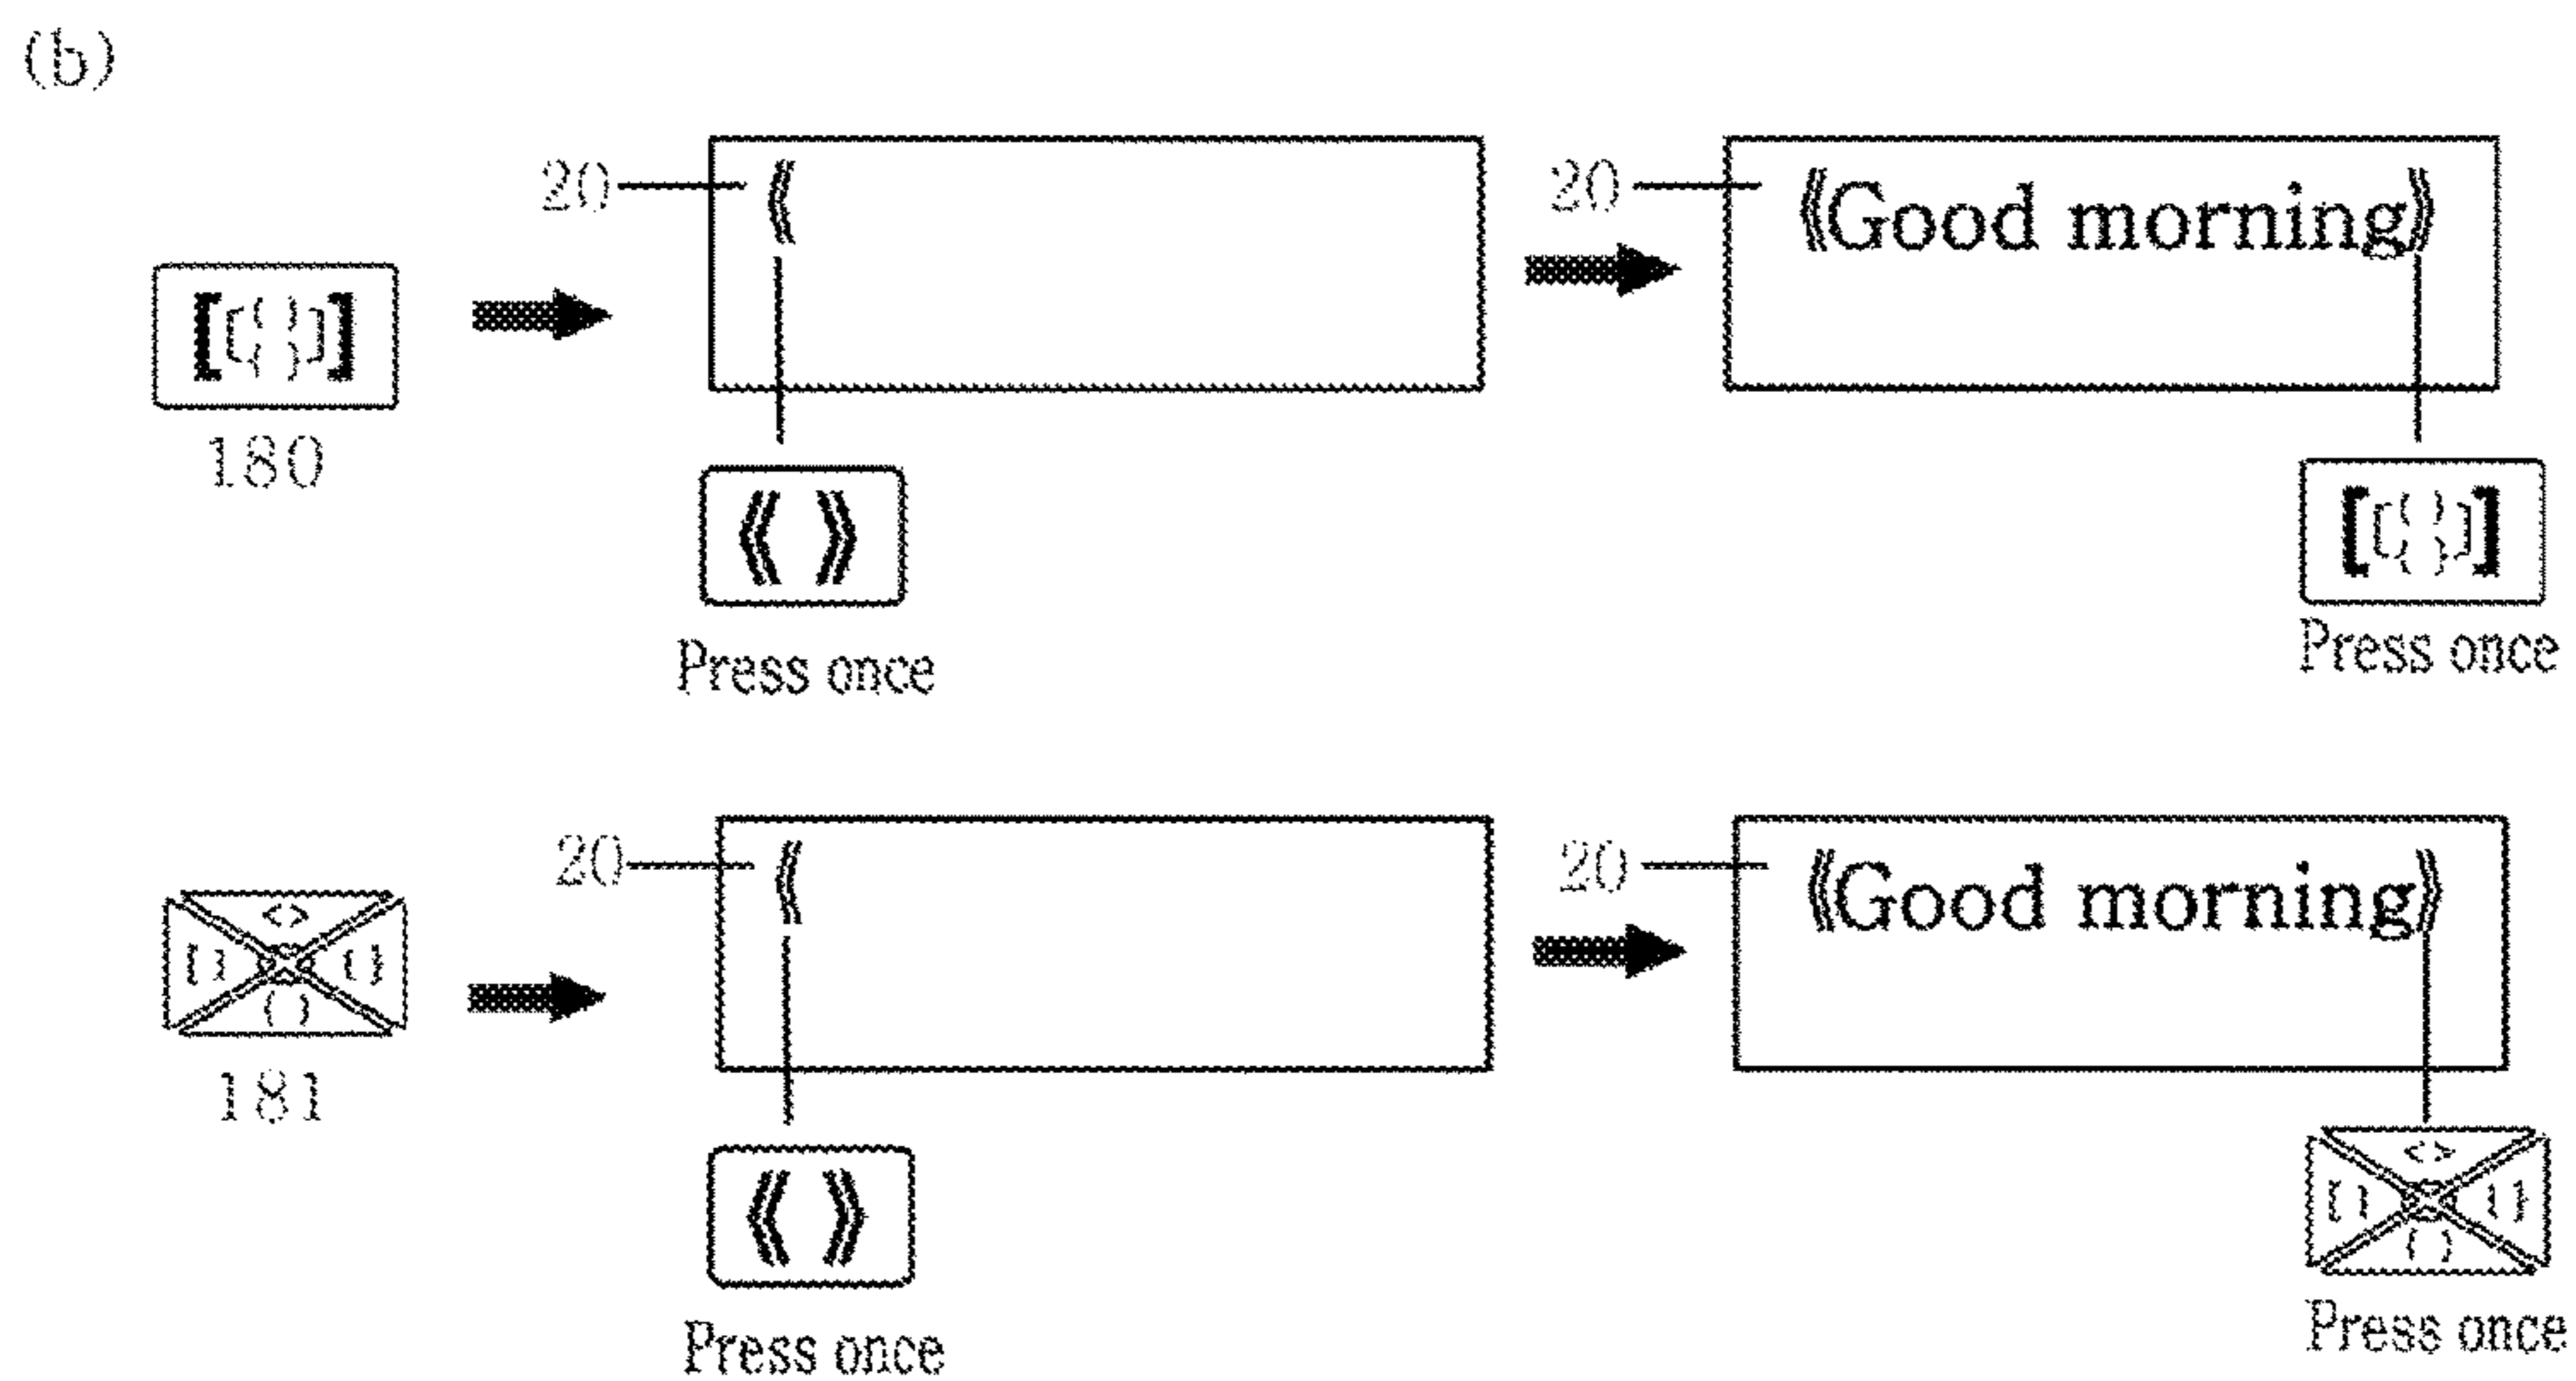 (b)
20
《
20
《Good morning》
[〔{ }〕]
180
《 》
Press once
[〔{ }〕]
Press once
20
《
20
《Good morning》
< >
[ ] { }
( )
181
《 》
Press once
< >
[ ] { }
( )
Press once